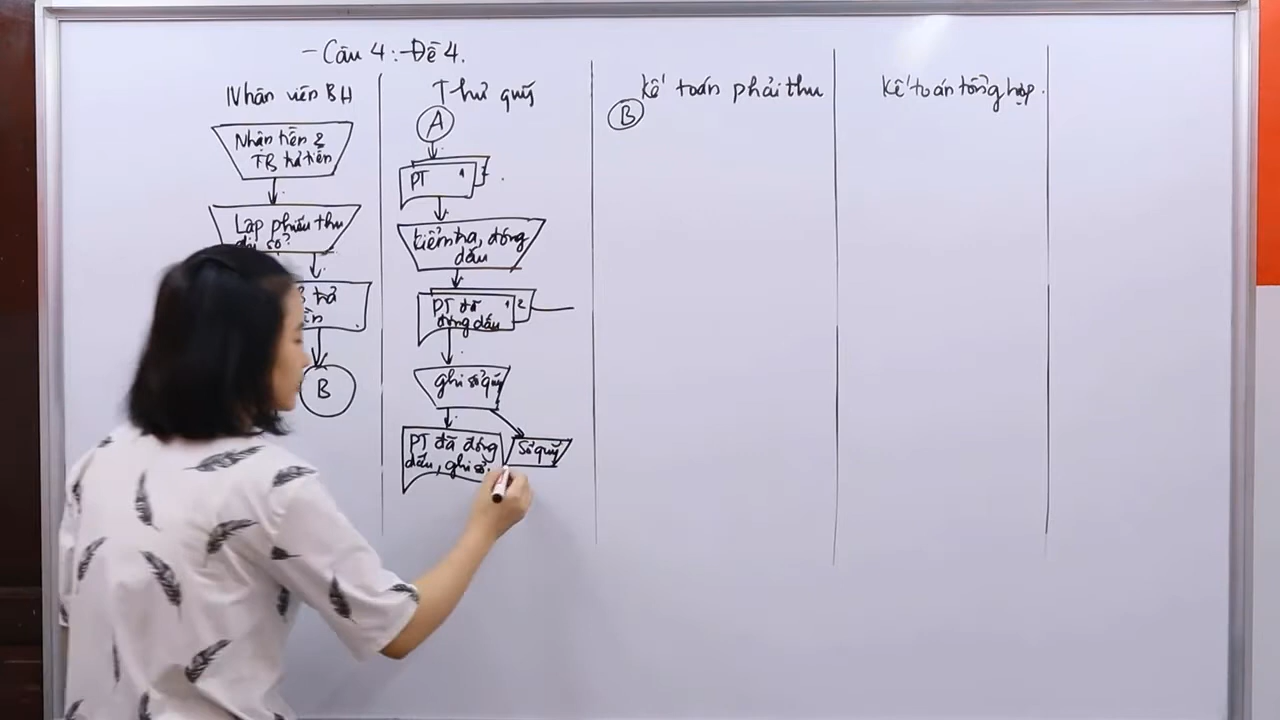 - Câu 4: Đề 4.
Nhân viên BH
Nhận tiền &
TB trả tiền
Lập phiếu thu
B
Thủ quỹ
A
PT 1 2
Kiểm tra, đóng
dấu
PT đã 1 2
đóng dấu
ghi sổ quỹ
PT đã đóng
dấu, ghi sổ.
Sổ quỹ
Kế toán phải thu
B
Kế toán tổng hợp.